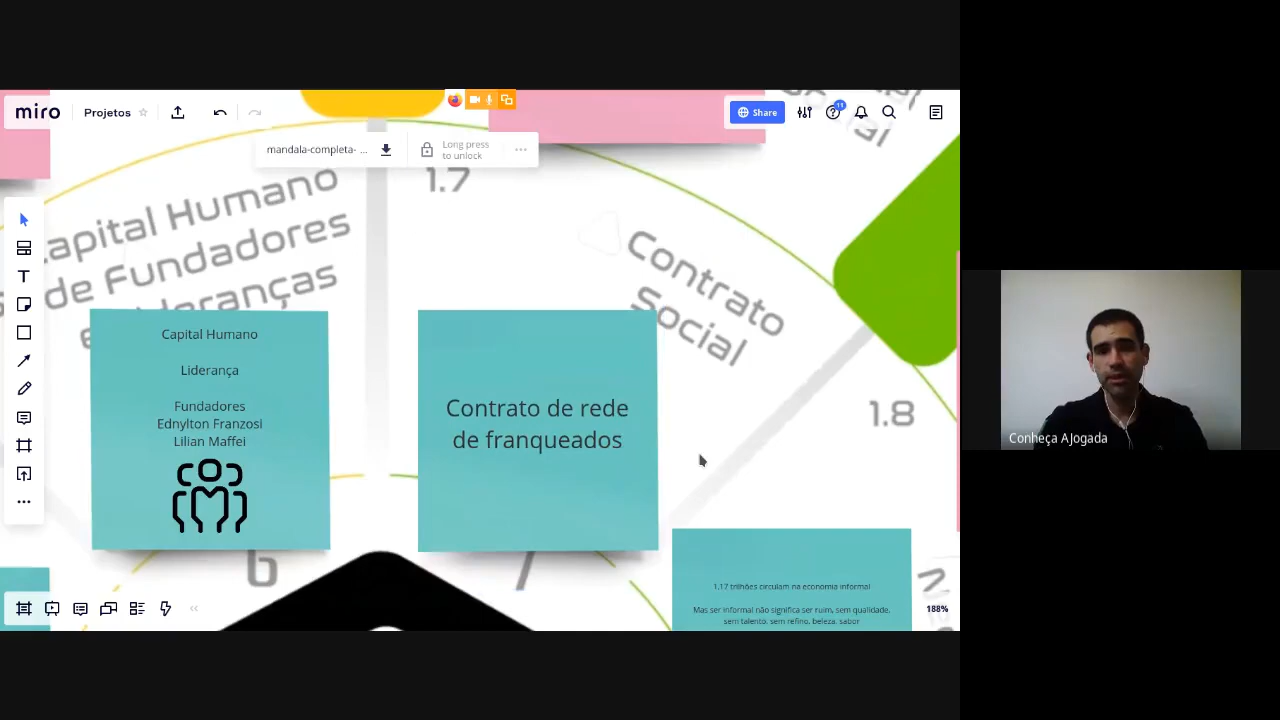 miro
Projetos
Share
11
mandala-completa- ...
Long press
to unlock
1.7
apital Humano
de Fundadores
e Lideranças
Contrato
Social
1.8
Capital Humano
Liderança
Fundadores
Ednylton Franzosi
Lilian Maffei
Contrato de rede
de franqueados
Conheça AJogada
6
7
1.17 trilhões circulam na economia informal
Mas ser informal não significa ser ruim, sem qualidade,
sem talento, sem refino, beleza, sabor
188%